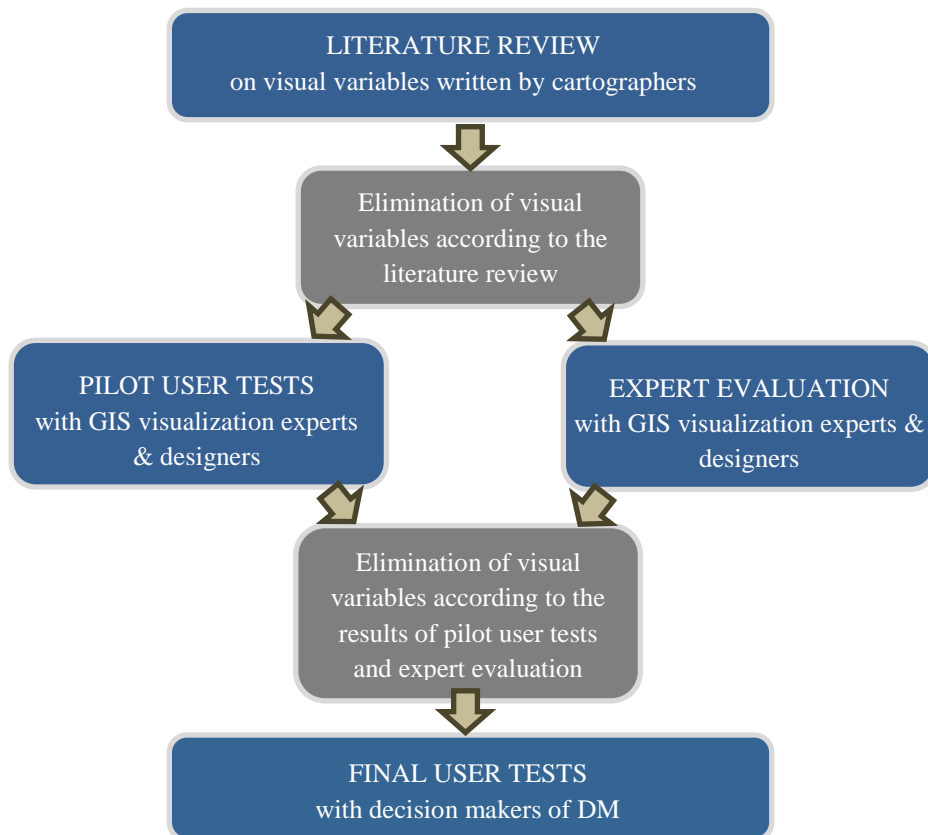 LITERATURE REVIEW
on visual variables written by cartographers
Elimination of visual
variables according to the
literature review
PILOT USER TESTS
with GIS visualization experts
& designers
EXPERT EVALUATION
with GIS visualization experts &
designers
Elimination of visual
variables according to the
results of pilot user tests
and expert evaluation
FINAL USER TESTS
with decision makers of DM